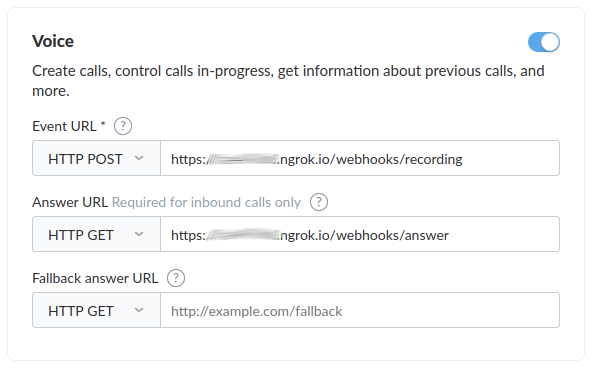 Voice
Create calls, control calls in-progress, get information about previous calls, and
more.
Event URL * ?
HTTP POST https:/ .ngrok.io/webhooks/recording
Answer URL Required for inbound calls only ?
HTTP GET https:/ .ngrok.io/webhooks/answer
Fallback answer URL ?
HTTP GET http://example.com/fallback